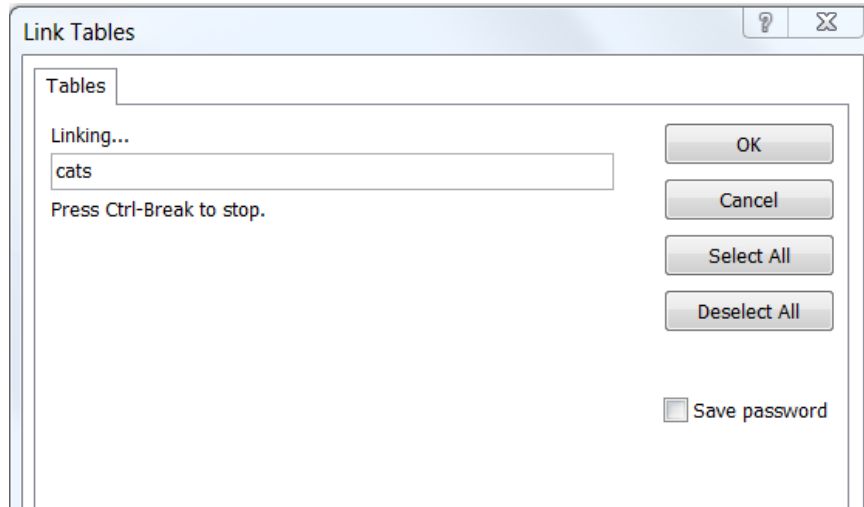 Link Tables
Tables
Linking...
cats
Press Ctrl-Break to stop.
OK
Cancel
Select All
Deselect All
Save password